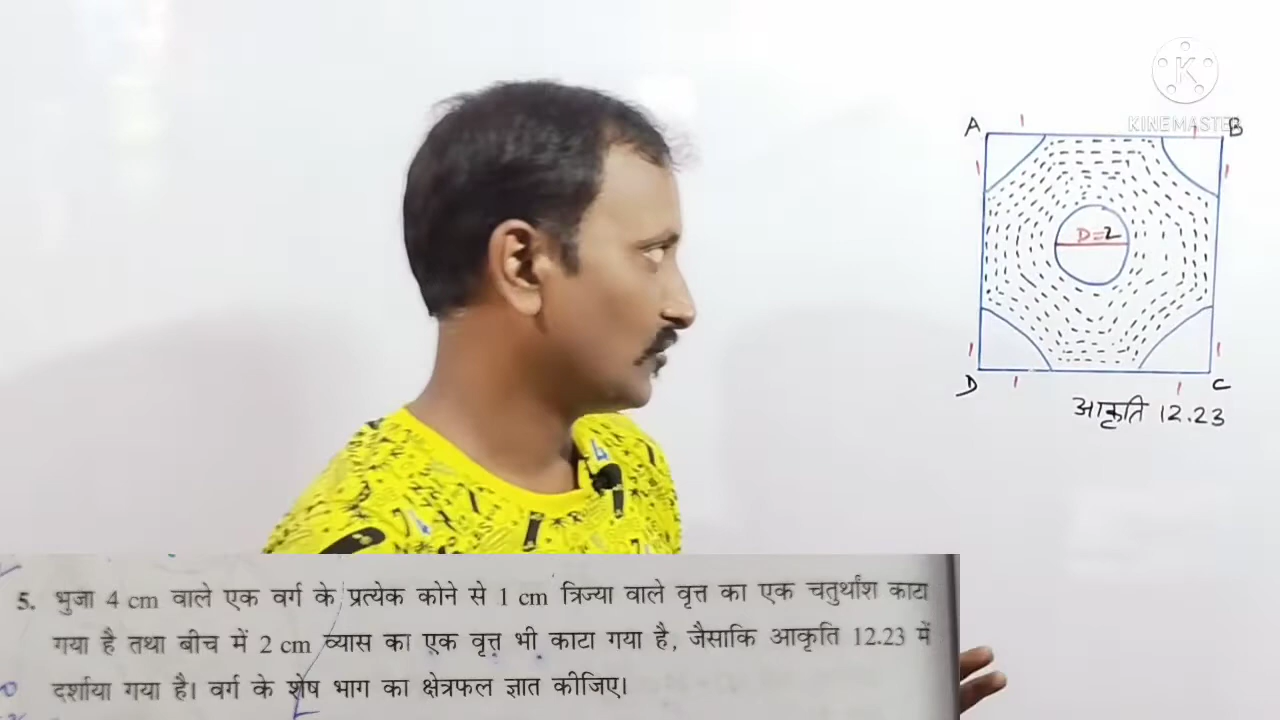 KINEMASTER
A
B
D=2
D
C
आकृति 12.23
5. भुजा 4 cm वाले एक वर्ग के प्रत्येक कोने से 1 cm त्रिज्या वाले वृत्त का एक चतुर्थांश काटा
गया है तथा बीच में 2 cm व्यास का एक वृत्त भी काटा गया है, जैसाकि आकृति 12.23 में
दर्शाया गया है। वर्ग के शेष भाग का क्षेत्रफल ज्ञात कीजिए।